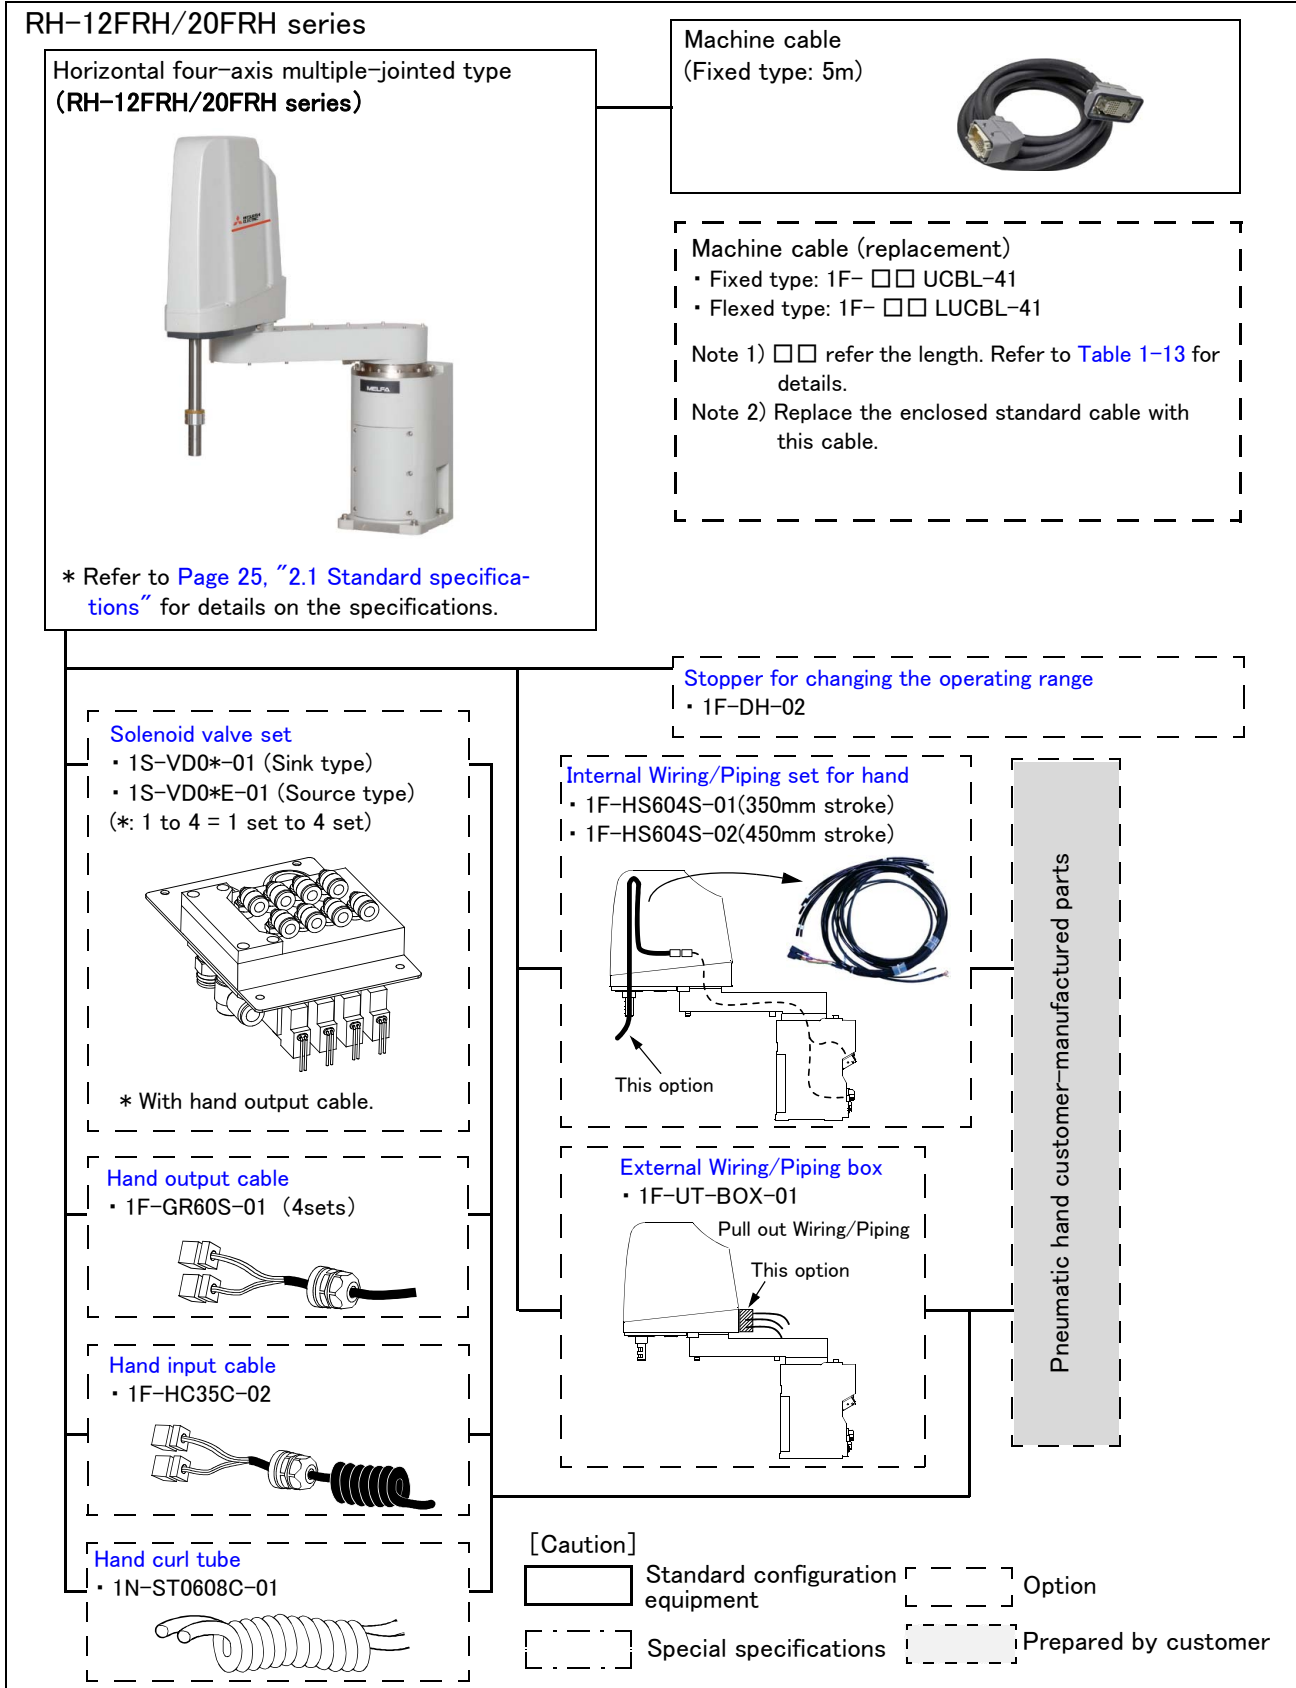 RH-12FRH/20FRH series
Horizontal four-axis multiple-jointed type
(RH-12FRH/20FRH series)
MITSUBISHI
ELECTRIC
MELFA
* Refer to Page 25, "2.1 Standard specifica-
tions" for details on the specifications.
Machine cable
(Fixed type: 5m)
Machine cable (replacement)
・Fixed type: 1F- □□ UCBL-41
・Flexed type: 1F- □□ LUCBL-41
Note 1) □□ refer the length. Refer to Table 1-13 for
details.
Note 2) Replace the enclosed standard cable with
this cable.
Stopper for changing the operating range
・1F-DH-02
Solenoid valve set
・1S-VD0*-01 (Sink type)
・1S-VD0*E-01 (Source type)
(*: 1 to 4 = 1 set to 4 set)
* With hand output cable.
Internal Wiring/Piping set for hand
・1F-HS604S-01(350mm stroke)
・1F-HS604S-02(450mm stroke)
This option
Hand output cable
・1F-GR60S-01 (4sets)
External Wiring/Piping box
・1F-UT-BOX-01
Pull out Wiring/Piping
This option
Pneumatic hand customer-manufactured parts
Hand input cable
・1F-HC35C-02
Hand curl tube
・1N-ST0608C-01
[Caution]
Standard configuration
equipment
Option
Special specifications
Prepared by customer